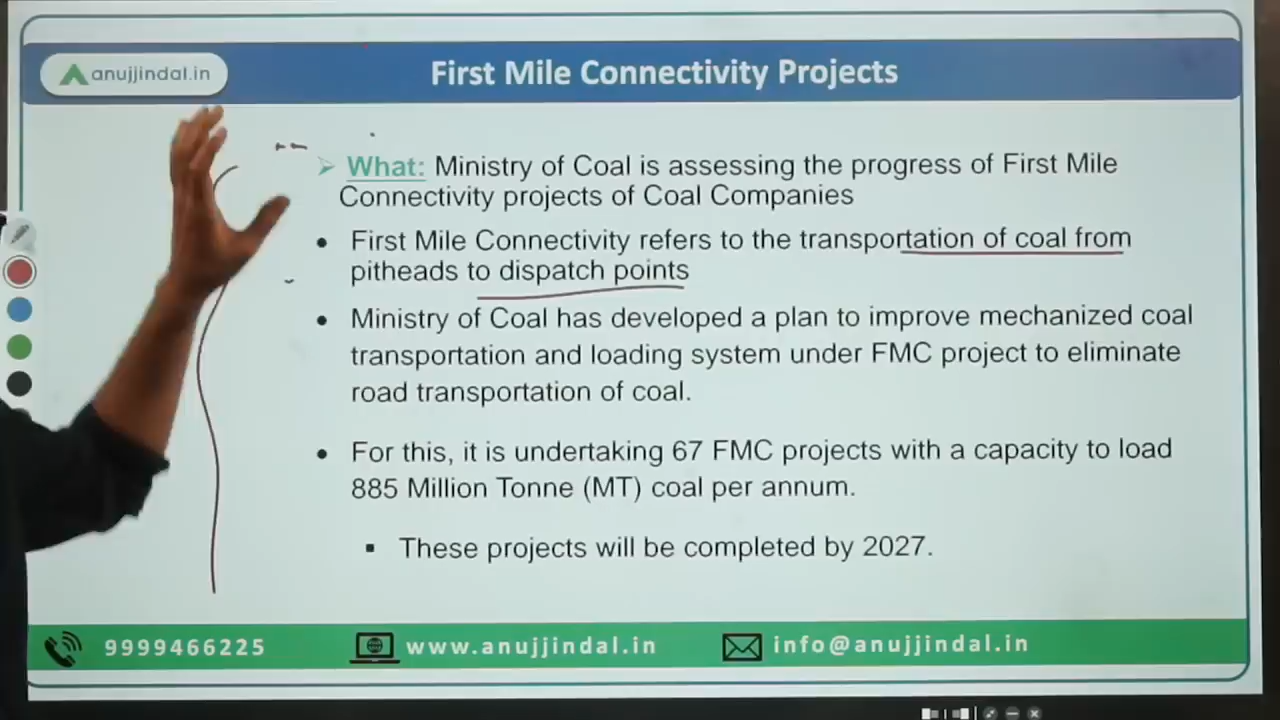 anujjindal.in
First Mile Connectivity Projects
What: Ministry of Coal is assessing the progress of First Mile
Connectivity projects of Coal Companies
First Mile Connectivity refers to the transportation of coal from
pitheads to dispatch points
Ministry of Coal has developed a plan to improve mechanized coal
transportation and loading system under FMC project to eliminate
road transportation of coal.
For this, it is undertaking 67 FMC projects with a capacity to load
885 Million Tonne (MT) coal per annum.
These projects will be completed by 2027.
9999466225 www.anujjindal.in info@anujjindal.in